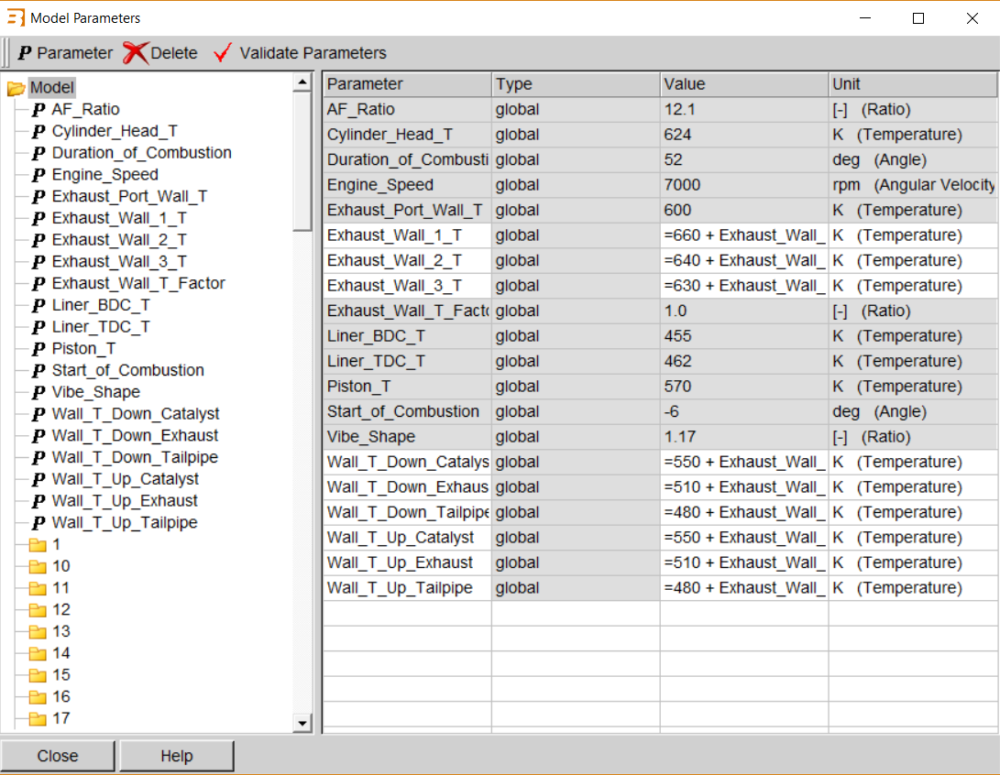 Model Parameters
P Parameter Delete Validate Parameters
Model
P AF_Ratio
P Cylinder_Head_T
P Duration_of_Combustion
P Engine_Speed
P Exhaust_Port_Wall_T
P Exhaust_Wall_1_T
P Exhaust_Wall_2_T
P Exhaust_Wall_3_T
P Exhaust_Wall_T_Factor
P Liner_BDC_T
P Liner_TDC_T
P Piston_T
P Start_of_Combustion
P Vibe_Shape
P Wall_T_Down_Catalyst
P Wall_T_Down_Exhaust
P Wall_T_Down_Tailpipe
P Wall_T_Up_Catalyst
P Wall_T_Up_Exhaust
P Wall_T_Up_Tailpipe
1
10
11
12
13
14
15
16
17
Parameter Type Value Unit
AF_Ratio global 12.1 [-] (Ratio)
Cylinder_Head_T global 624 K (Temperature)
Duration_of_Combusti global 52 deg (Angle)
Engine_Speed global 7000 rpm (Angular Velocity
Exhaust_Port_Wall_T global 600 K (Temperature)
Exhaust_Wall_1_T global =660 + Exhaust_Wall_ K (Temperature)
Exhaust_Wall_2_T global =640 + Exhaust_Wall_ K (Temperature)
Exhaust_Wall_3_T global =630 + Exhaust_Wall_ K (Temperature)
Exhaust_Wall_T_Facto global 1.0 [-] (Ratio)
Liner_BDC_T global 455 K (Temperature)
Liner_TDC_T global 462 K (Temperature)
Piston_T global 570 K (Temperature)
Start_of_Combustion global -6 deg (Angle)
Vibe_Shape global 1.17 [-] (Ratio)
Wall_T_Down_Catalys global =550 + Exhaust_Wall_ K (Temperature)
Wall_T_Down_Exhaus global =510 + Exhaust_Wall_ K (Temperature)
Wall_T_Down_Tailpipe global =480 + Exhaust_Wall_ K (Temperature)
Wall_T_Up_Catalyst global =550 + Exhaust_Wall_ K (Temperature)
Wall_T_Up_Exhaust global =510 + Exhaust_Wall_ K (Temperature)
Wall_T_Up_Tailpipe global =480 + Exhaust_Wall_ K (Temperature)
Close Help